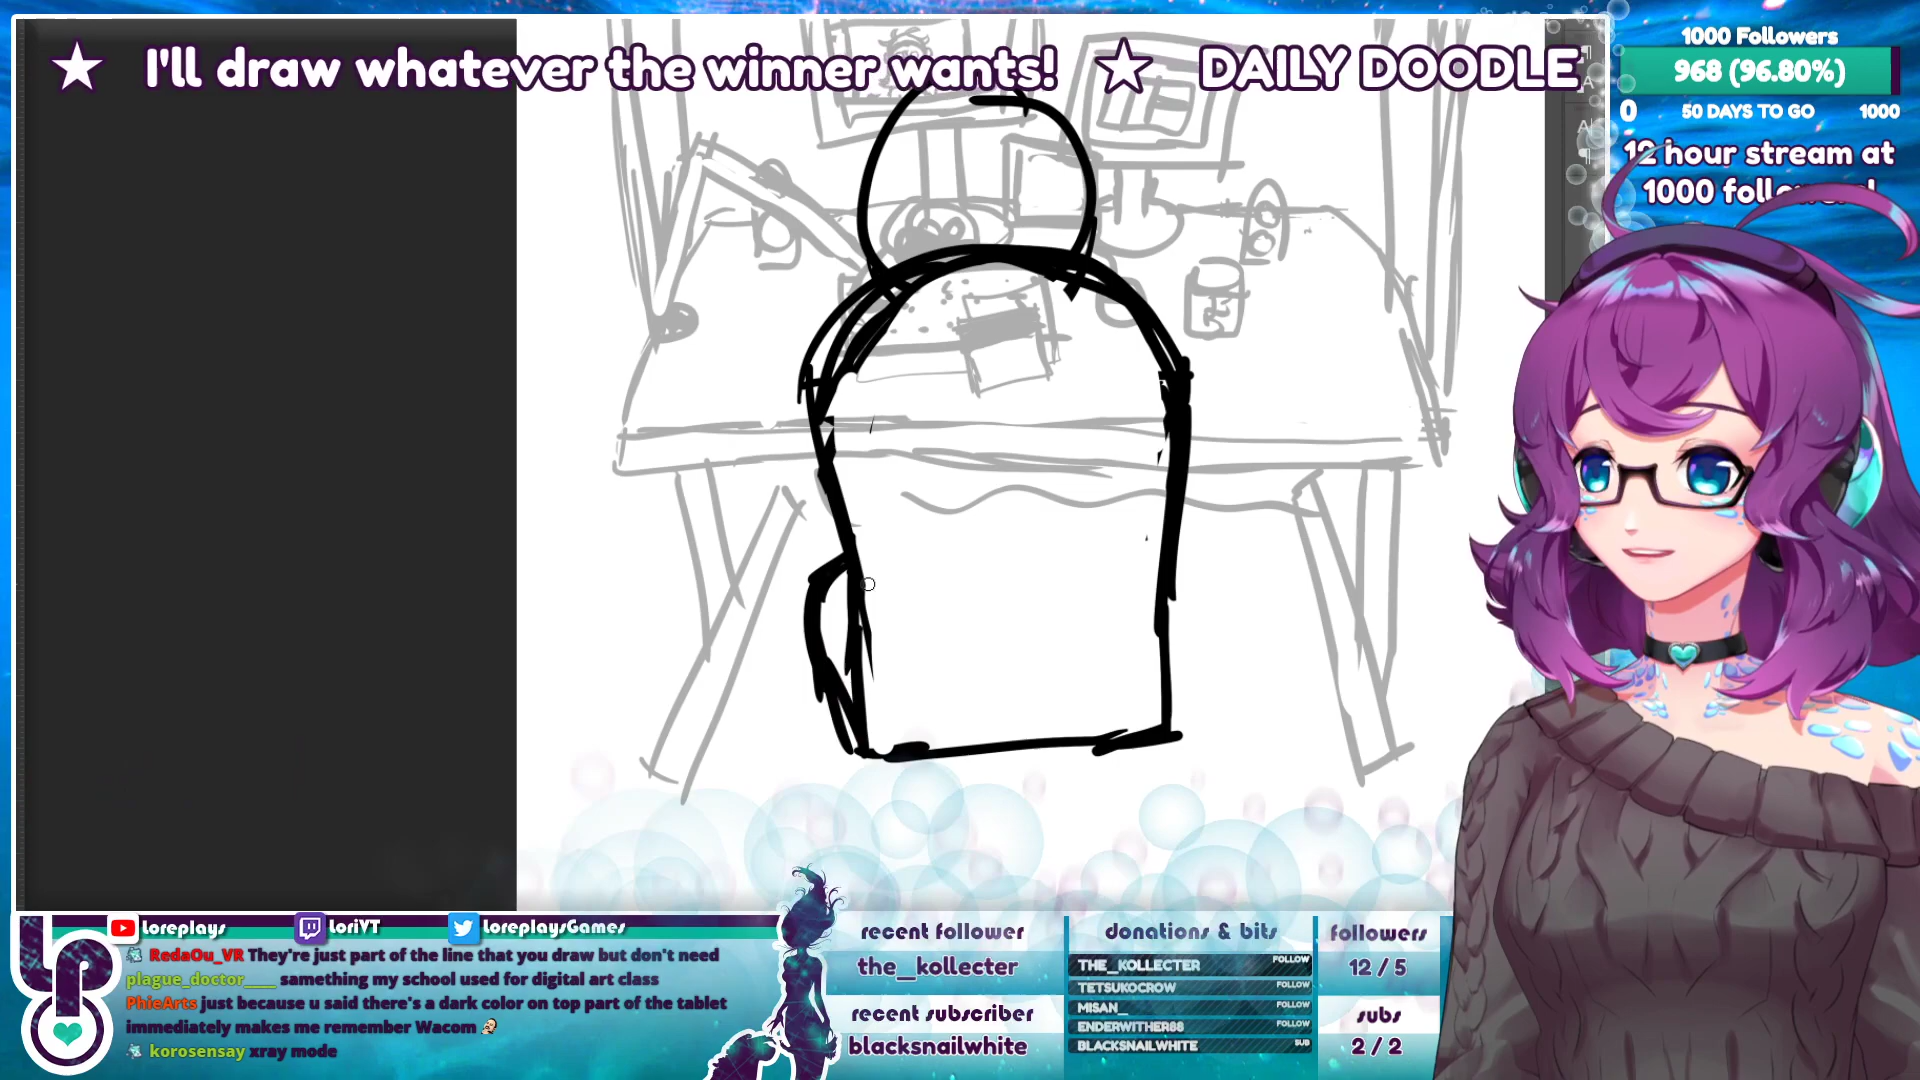 ★ I'll draw whatever the winner wants! ★ DAILY DOODLE
1000 Followers
968 (96.80%)
0 50 DAYS TO GO 1000
12 hour stream at
1000 followers!
loreplays LoriVT LoreplaysGames
RedaOu_VR They're just part of the line that you draw but don't need
plague_doctor____ samething my school used for digital art class
PhieArts just because u said there's a dark color on top part of the tablet
immediately makes me remember Wacom
korosensay xray mode
recent follower
the__kollecter
recent subscriber
blacksnailwhite
donations & bits
THE__KOLLECTER FOLLOW
TETSUKOCROW FOLLOW
MISAN_ FOLLOW
ENDERWITHER88 FOLLOW
BLACKSNAILWHITE SUB
followers
12 / 5
subs
2 / 2